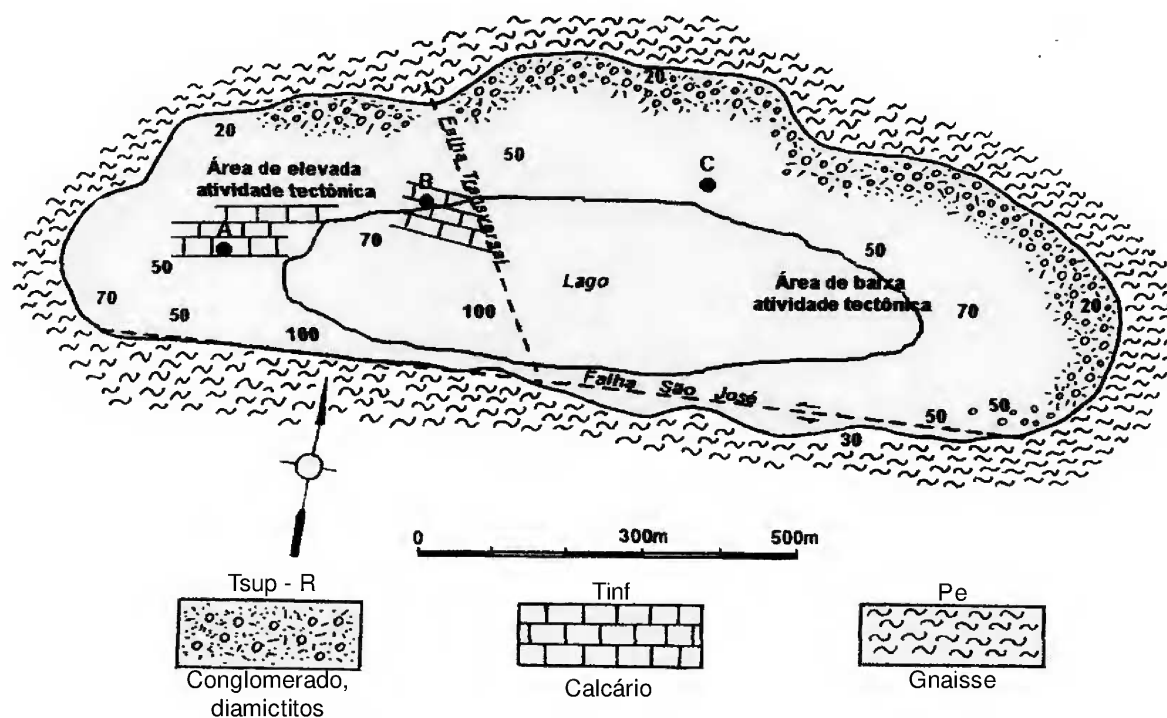 20
20
Falha Transversal
50
C
Área de elevada
atividade tectônica
B
A
70
50
50
Lago
Área de baixa
atividade tectônica
70
20
70
50
100
100
Falha São José
50
50
30
0
300m
500m
Tsup - R
Tinf
Pe
Conglomerado,
diamictitos
Calcário
Gnaisse